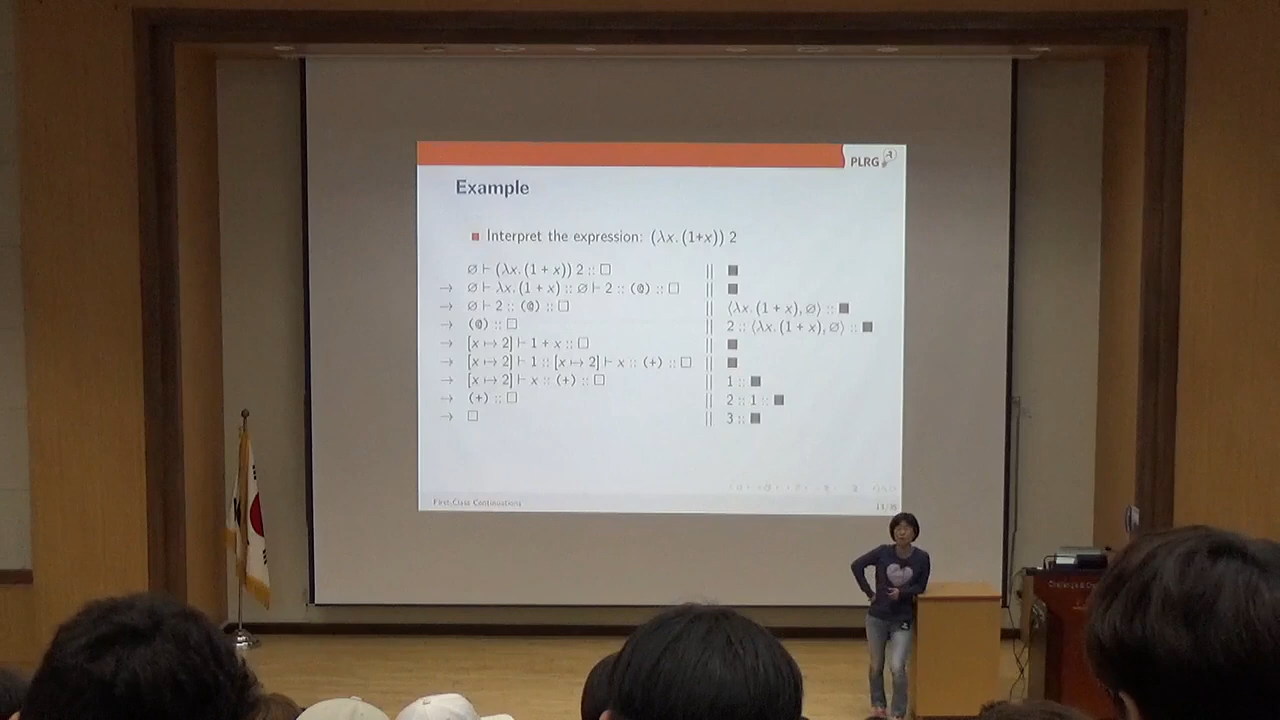 PLRG
Example
Interpret the expression: (λx.(1+x)) 2
∅ ⊢ (λx.(1 + x)) 2 :: □ || ■
→ ∅ ⊢ λx.(1 + x) :: ∅ ⊢ 2 :: (@) :: □ || ■
→ ∅ ⊢ 2 :: (@) :: □ || ⟨λx.(1 + x), ∅⟩ :: ■
→ (@) :: □ || 2 :: ⟨λx.(1 + x), ∅⟩ :: ■
→ [x ↦ 2] ⊢ 1 + x :: □ || ■
→ [x ↦ 2] ⊢ 1 :: [x ↦ 2] ⊢ x :: (+) :: □ || ■
→ [x ↦ 2] ⊢ x :: (+) :: □ || 1 :: ■
→ (+) :: □ || 2 :: 1 :: ■
→ □ || 3 :: ■
First-Class Continuations